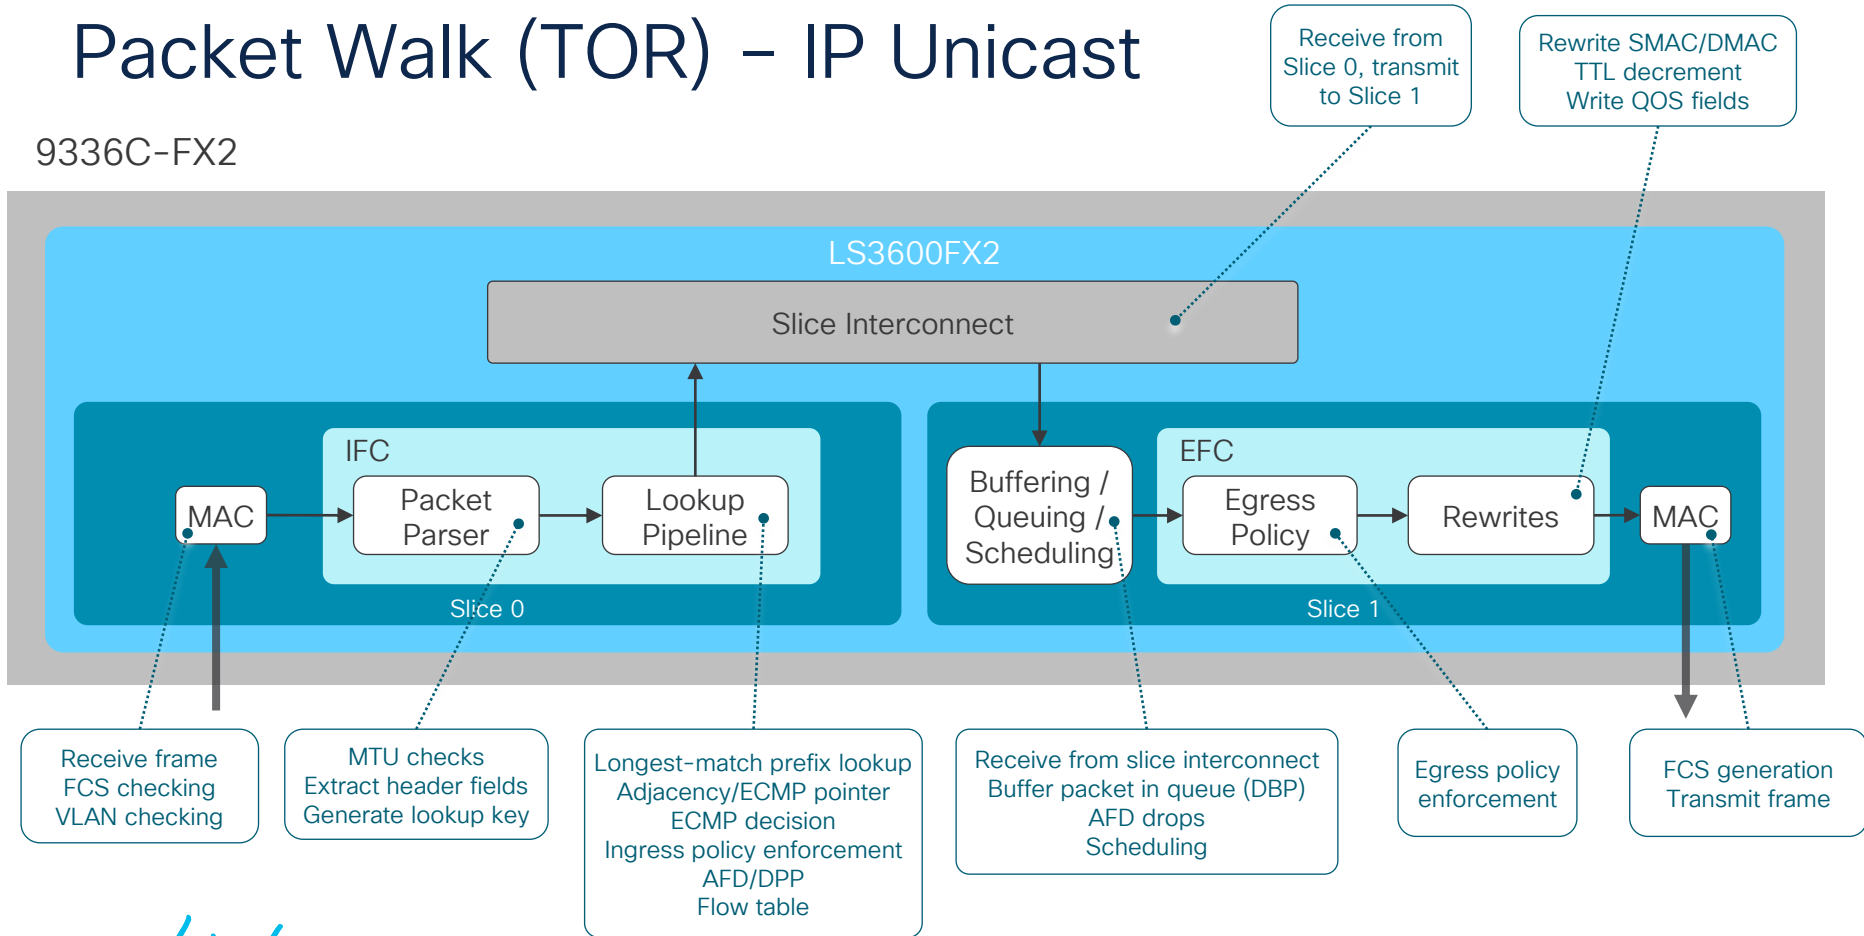 Packet Walk (TOR) – IP Unicast
Receive from
Slice 0, transmit
to Slice 1
Rewrite SMAC/DMAC
TTL decrement
Write QOS fields
9336C-FX2
LS3600FX2
Slice Interconnect
IFC
MAC
Packet
Parser
Lookup
Pipeline
Slice 0
Buffering /
Queuing /
Scheduling
EFC
Egress
Policy
Rewrites
MAC
Slice 1
Receive frame
FCS checking
VLAN checking
MTU checks
Extract header fields
Generate lookup key
Longest-match prefix lookup
Adjacency/ECMP pointer
ECMP decision
Ingress policy enforcement
AFD/DPP
Flow table
Receive from slice interconnect
Buffer packet in queue (DBP)
AFD drops
Scheduling
Egress policy
enforcement
FCS generation
Transmit frame